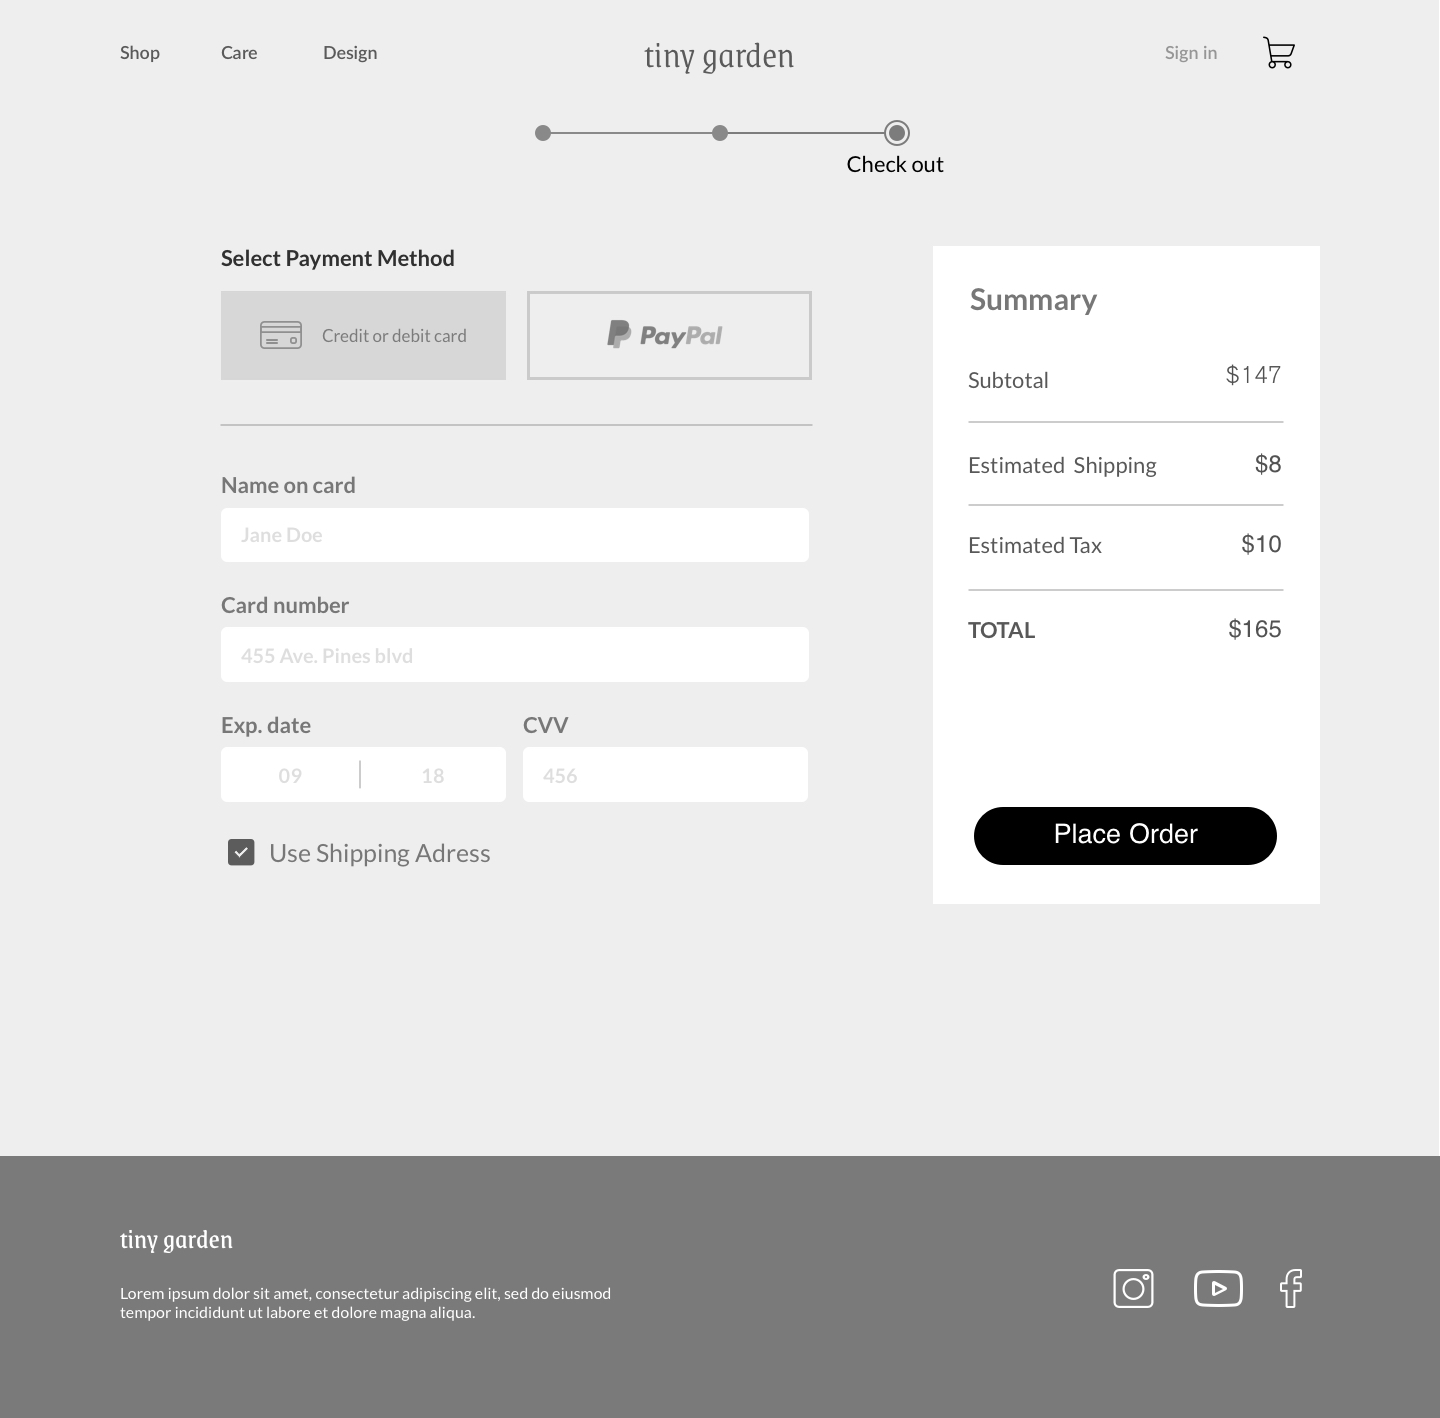 Shop Care Design tiny garden Sign in
Check out
Select Payment Method
Credit or debit card
PayPal
Name on card
Jane Doe
Card number
455 Ave. Pines blvd
Exp. date CVV
09 18 456
Use Shipping Adress
Summary
Subtotal $147
Estimated Shipping $8
Estimated Tax $10
TOTAL $165
Place Order
tiny garden
Lorem ipsum dolor sit amet, consectetur adipiscing elit, sed do eiusmod
tempor incididunt ut labore et dolore magna aliqua.